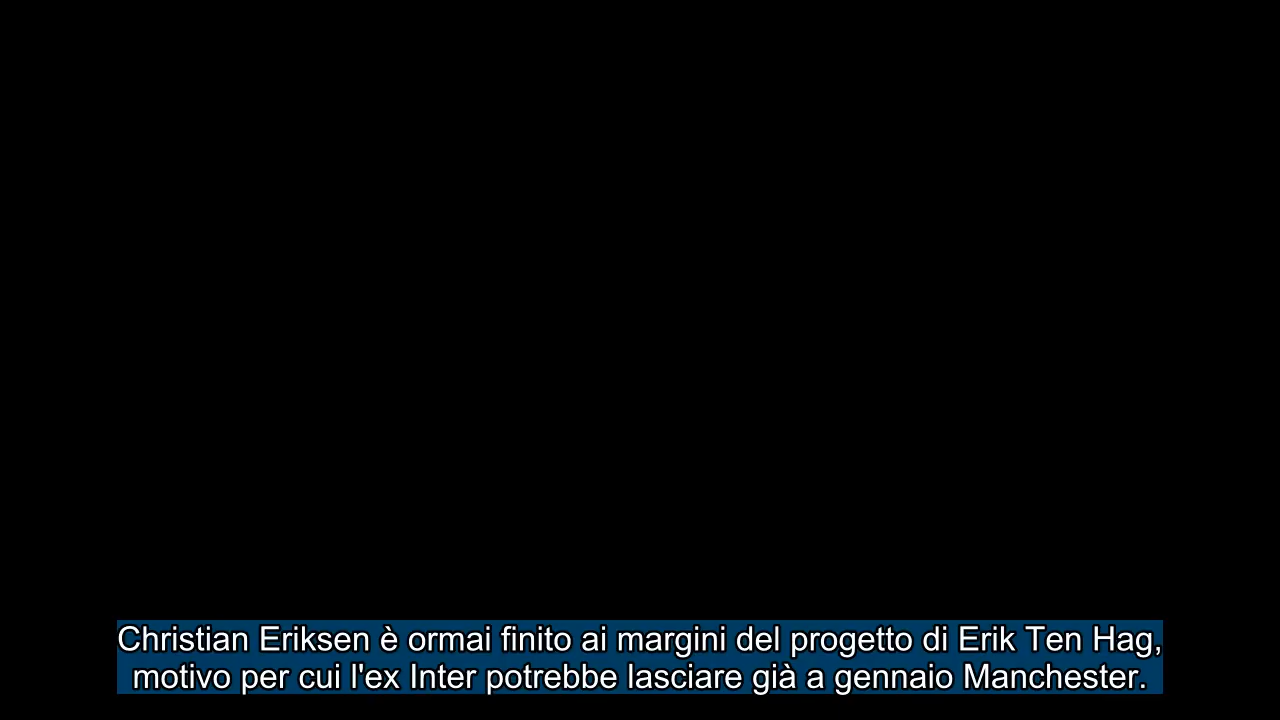 Christian Eriksen è ormai finito ai margini del progetto di Erik Ten Hag,
motivo per cui l'ex Inter potrebbe lasciare già a gennaio Manchester.